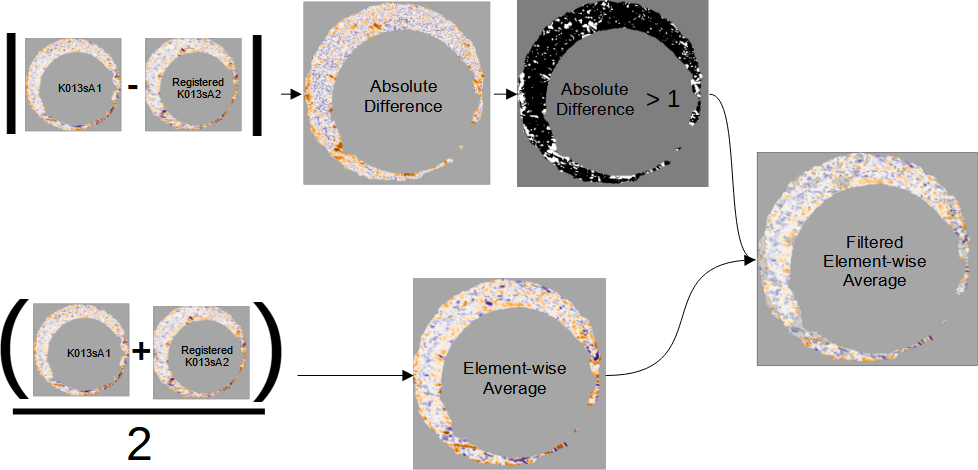 |
K013sA1
-
Registered
K013sA2
|
Absolute
Difference
Absolute
Difference > 1
(
K013sA1
+
Registered
K013sA2
)
2
Element-wise
Average
Filtered
Element-wise
Average